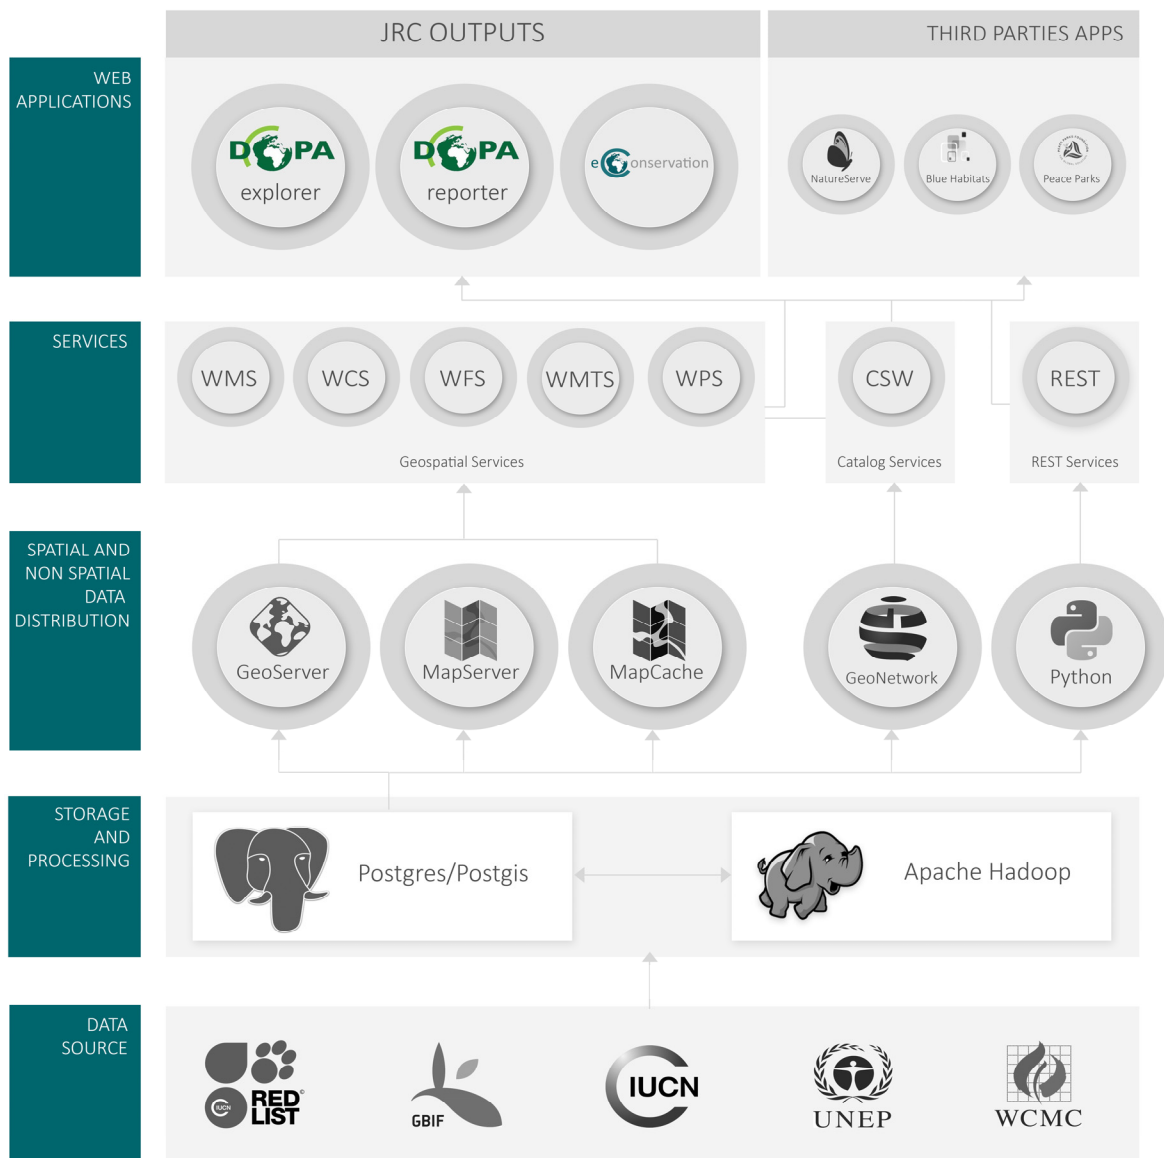 JRC OUTPUTS
THIRD PARTIES APPS
WEB
APPLICATIONS
DOPA
explorer
DOPA
reporter
eConservation
NatureServe
Blue Habitats
Peace Parks
SERVICES
WMS
WCS
WFS
WMTS
WPS
CSW
REST
Geospatial Services
Catalog Services
REST Services
SPATIAL AND
NON SPATIAL
DATA
DISTRIBUTION
GeoServer
MapServer
MapCache
GeoNetwork
Python
STORAGE
AND
PROCESSING
Postgres/Postgis
Apache Hadoop
DATA
SOURCE
IUCN
RED
LIST
GBIF
IUCN
UNEP
WCMC